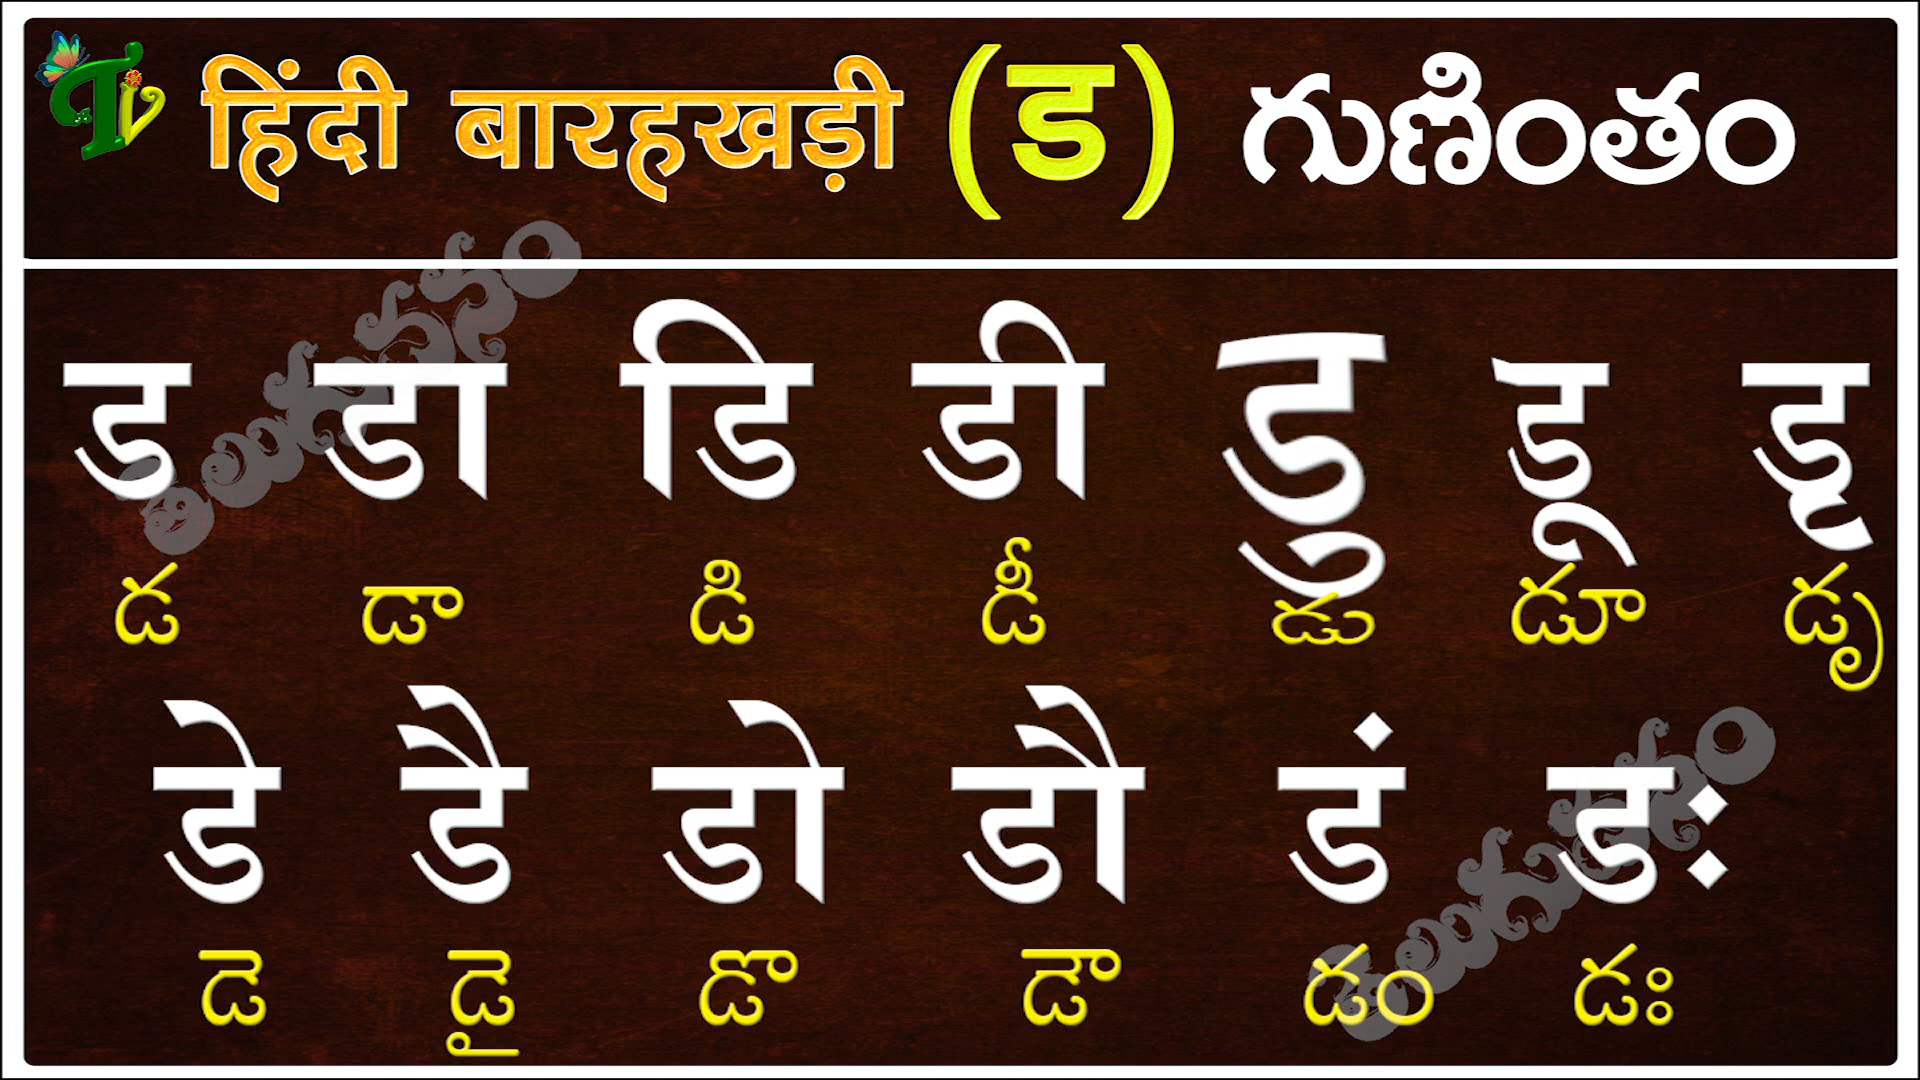 हिंदी बारहखड़ी (ड) గుణింతం
ड डा डि डी डु डू डृ
డ డా డి డీ డు డూ డృ
डे डै डो डौ डं डः
డె డై డొ డౌ డం డః